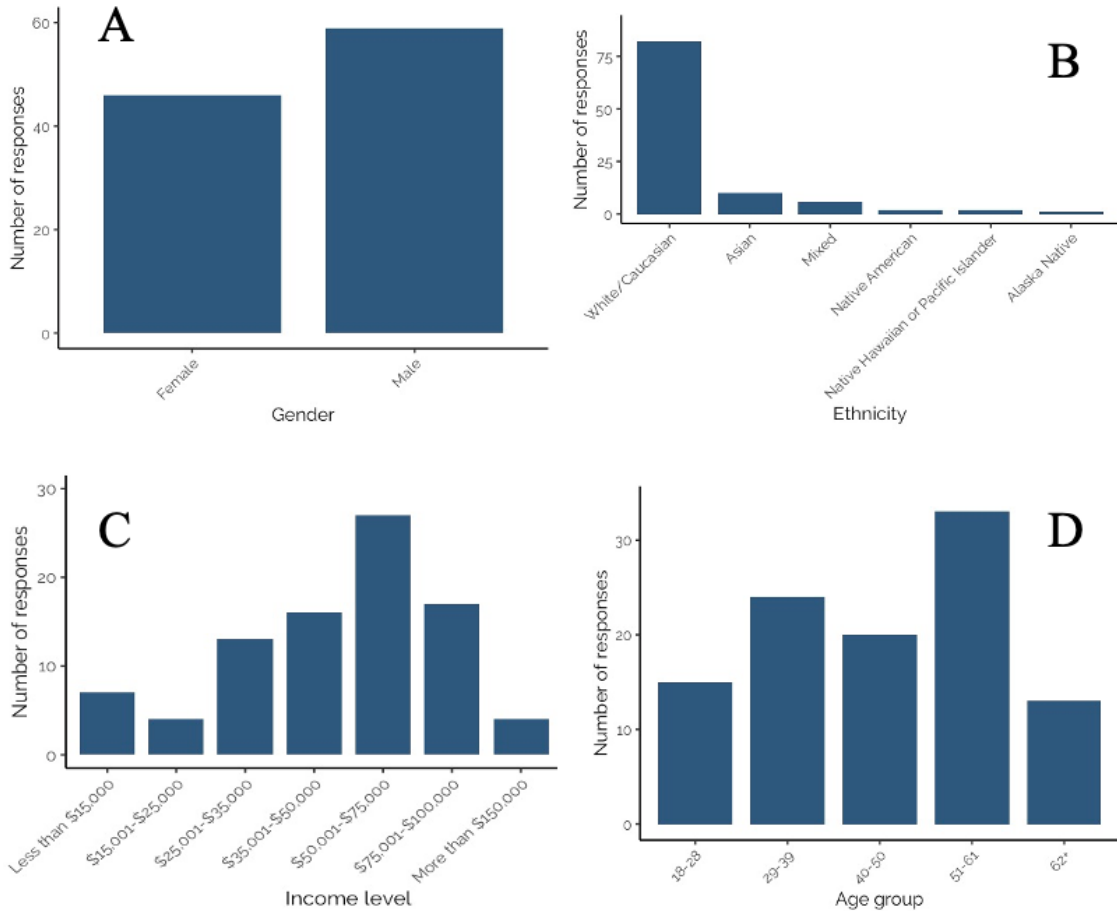 A
Number of responses
60
40
20
0
Female
Male
Gender
B
Number of responses
75
50
25
0
White/Caucasian
Asian
Mixed
Native American
Native Hawaiian or Pacific Islander
Alaska Native
Ethnicity
C
Number of responses
30
20
10
0
Less than $15,000
$15,001-$25,000
$25,001-$35,000
$35,001-$50,000
$50,001-$75,000
$75,001-$100,000
More than $150,000
Income level
D
Number of responses
30
20
10
0
18-28
29-39
40-50
51-61
62+
Age group